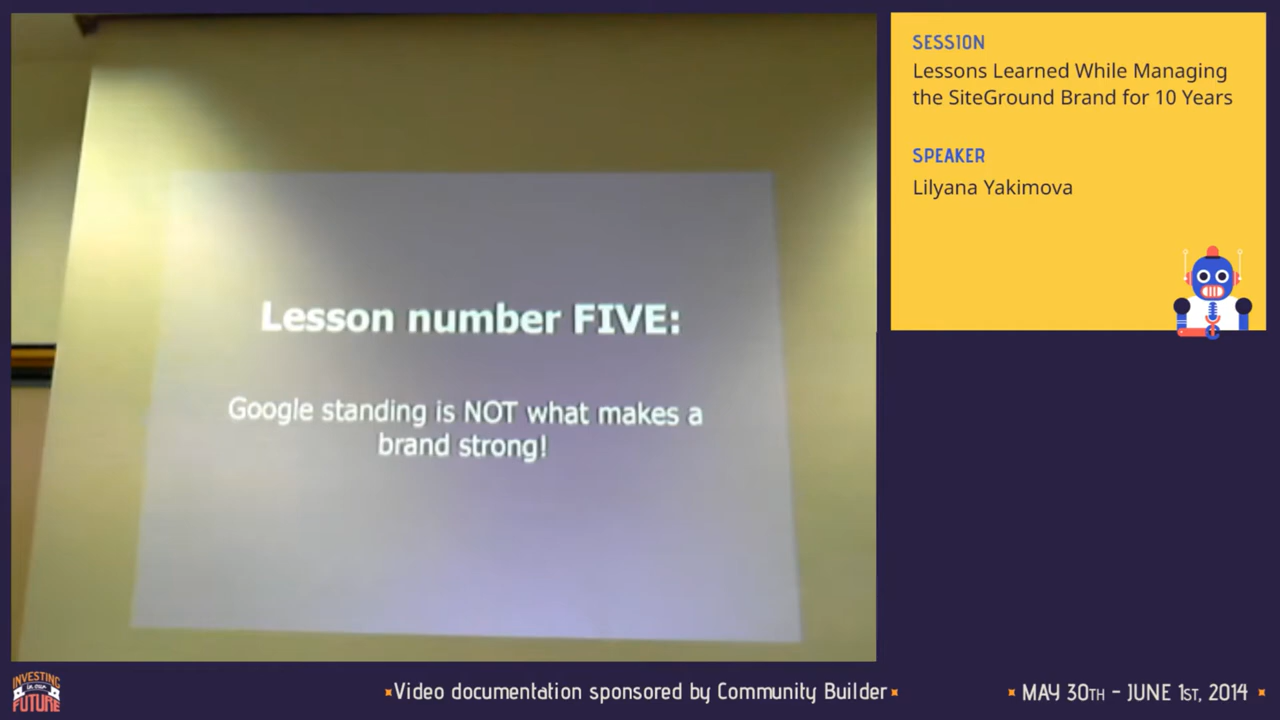 Lesson number FIVE:
Google standing is NOT what makes a
brand strong!
SESSION
Lessons Learned While Managing
the SiteGround Brand for 10 Years
SPEAKER
Lilyana Yakimova
INVESTING
in our
FUTURE
Video documentation sponsored by Community Builder
MAY 30TH - JUNE 1ST, 2014